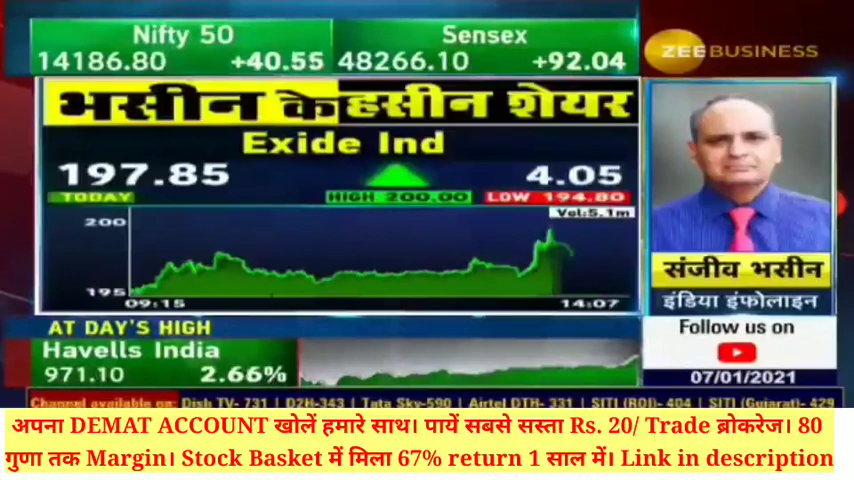 Nifty 50
14186.80 +40.55
Sensex
48266.10 +92.04
ZEEBUSINESS
भसीन के हसीन शेयर
Exide Ind
197.85 4.05
TODAY HIGH 200.00 LOW 194.80
Vol:5.1m
200
195
09:15 14:07
संजीव भसीन
इंडिया इंफोलाइन
AT DAY'S HIGH
Havells India
971.10 2.66%
Follow us on
07/01/2021
Channel available on: Dish TV- 731 | D2H-343 | Tata Sky-590 | Airtel DTH- 331 | SITI (ROI)- 404 | SITI (Gujarat)- 429
अपना DEMAT ACCOUNT खोलें हमारे साथ। पायें सबसे सस्ता Rs. 20/ Trade ब्रोकरेज। 80
गुणा तक Margin। Stock Basket में मिला 67% return 1 साल में। Link in description